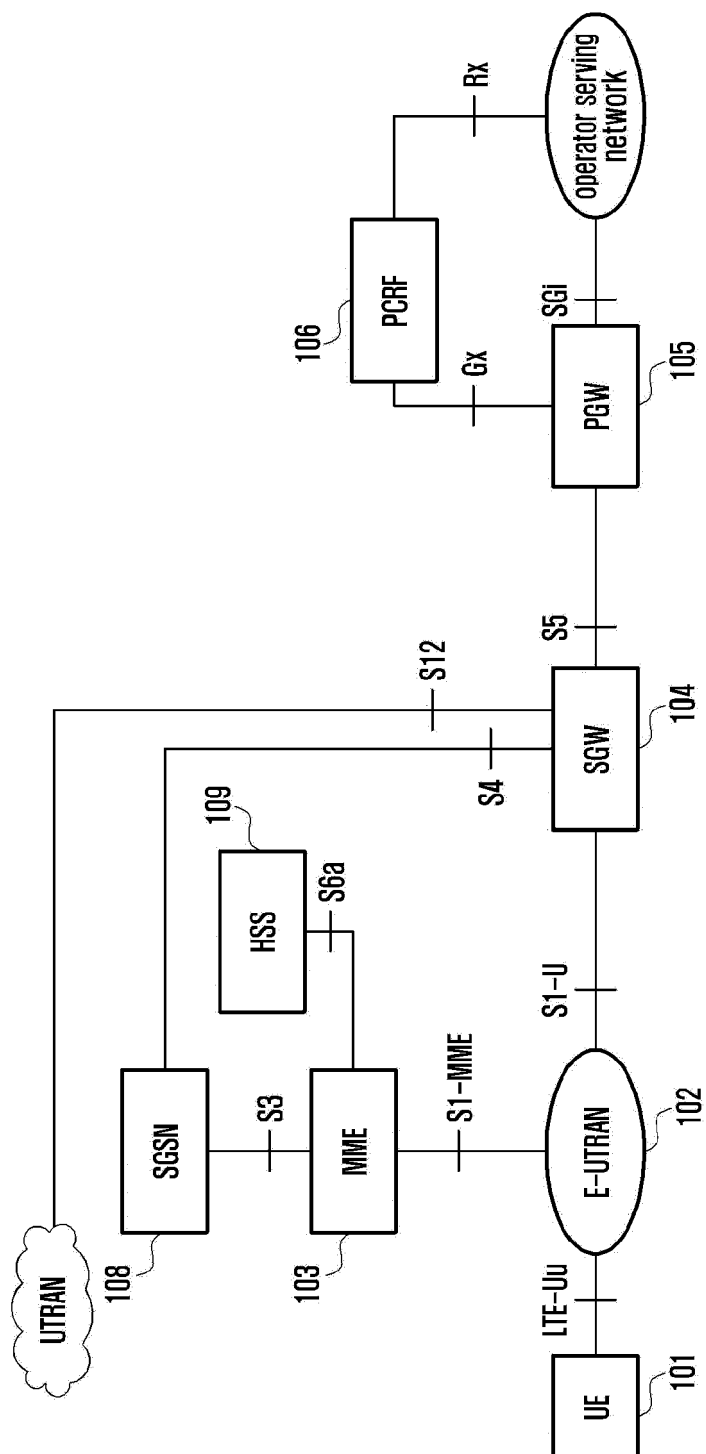 UTRAN
SGSN
108
HSS
109
S3
S6a
MME
103
S12
S4
S1-MME
PCRF
106
Gx
Rx
UE
101
LTE-Uu
E-UTRAN
102
S1-U
SGW
104
S5
PGW
105
SGi
operator serving
network